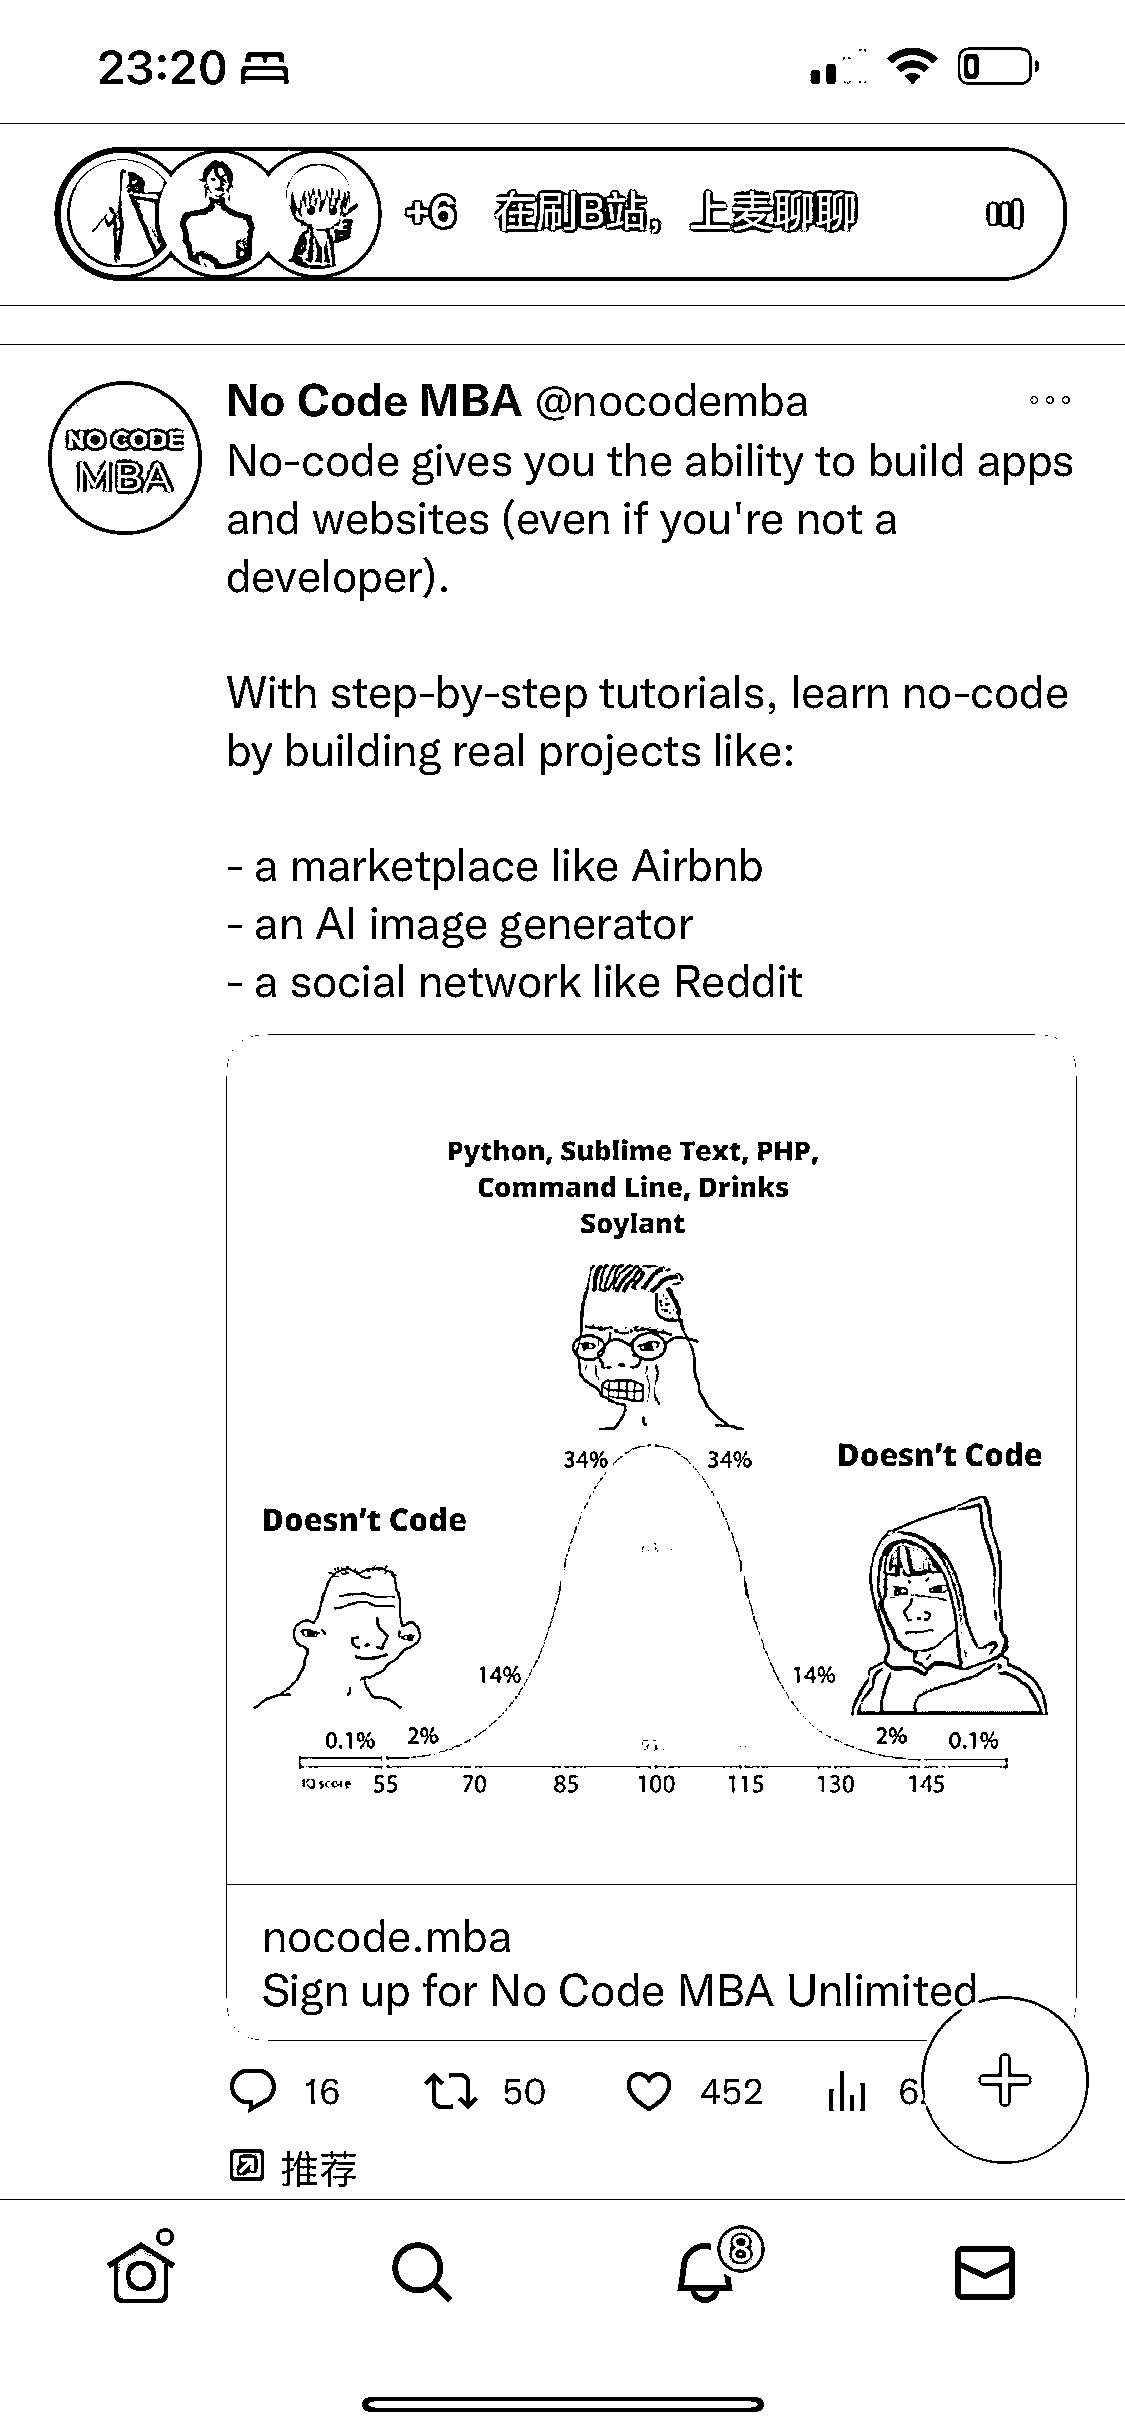 23:20
+6 在刷B站，上麦聊聊
NO CODE
MBA
No Code MBA @nocodemba
No-code gives you the ability to build apps
and websites (even if you're not a
developer).
With step-by-step tutorials, learn no-code
by building real projects like:
- a marketplace like Airbnb
- an AI image generator
- a social network like Reddit
Python, Sublime Text, PHP,
Command Line, Drinks
Soylant
34% 34%
Doesn't Code
Doesn't Code
14% 14%
0.1% 2% 2% 0.1%
IQ score 55 70 85 100 115 130 145
nocode.mba
Sign up for No Code MBA Unlimited
16 50 452
推荐
8